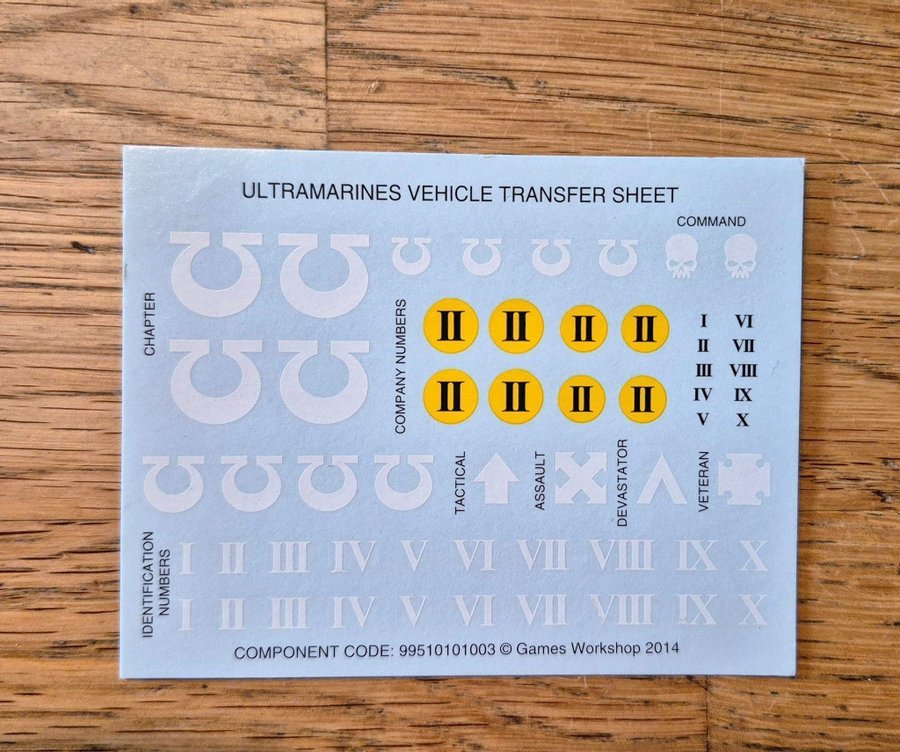 ULTRAMARINES VEHICLE TRANSFER SHEET
COMMAND
CHAPTER
COMPANY NUMBERS
II II II II
II II II II
I VI
II VII
III VIII
IV IX
V X
TACTICAL
ASSAULT
DEVASTATOR
VETERAN
IDENTIFICATION
NUMBERS
I II III IV V VI VII VIII IX X
I II III IV V VI VII VIII IX X
COMPONENT CODE: 99510101003 © Games Workshop 2014